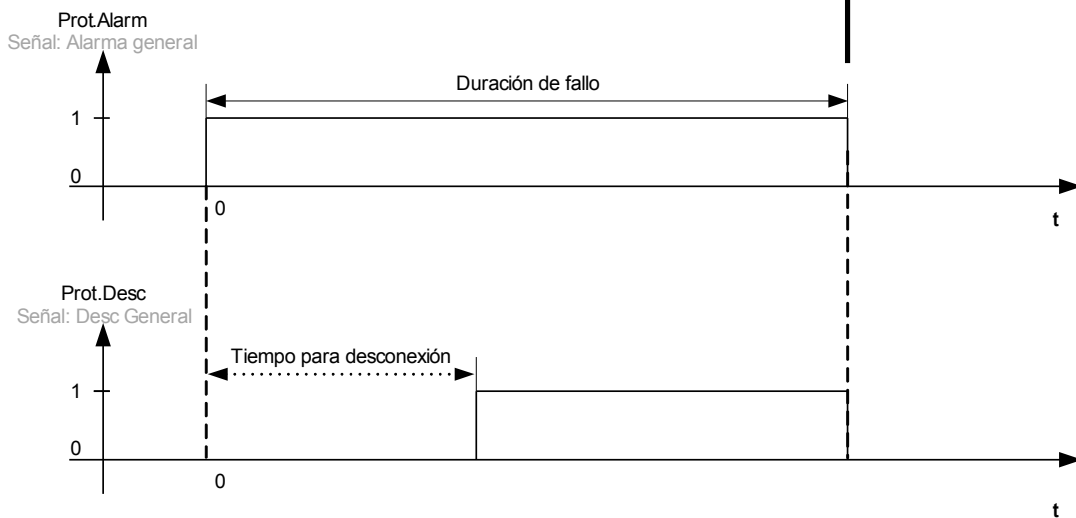 Prot.Alarm
Señal: Alarma general
Duración de fallo
1
0
0
t
Prot.Desc
Señal: Desc General
Tiempo para desconexión
1
0
0
t